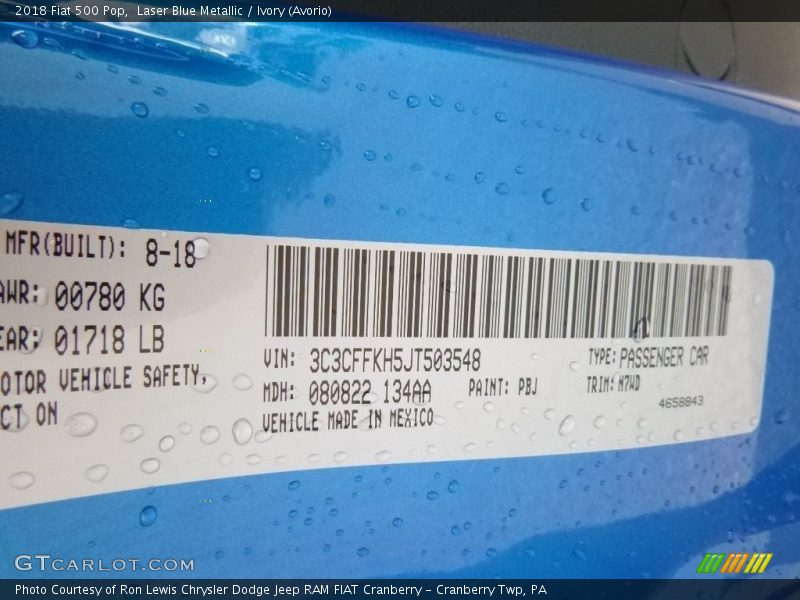 2018 Fiat 500 Pop, Laser Blue Metallic / Ivory (Avorio)
MFR(BUILT): 8-18
AWR: 00780 KG
EAR: 01718 LB
OTOR VEHICLE SAFETY,
CT ON
VIN: 3C3CFFKH5JT503548
TYPE: PASSENGER CAR
MDH: 080822 134AA
PAINT: PBJ
TRIM: N7WD
VEHICLE MADE IN MEXICO
4658843
GTCARLOT.COM
Photo Courtesy of Ron Lewis Chrysler Dodge Jeep RAM FIAT Cranberry – Cranberry Twp, PA